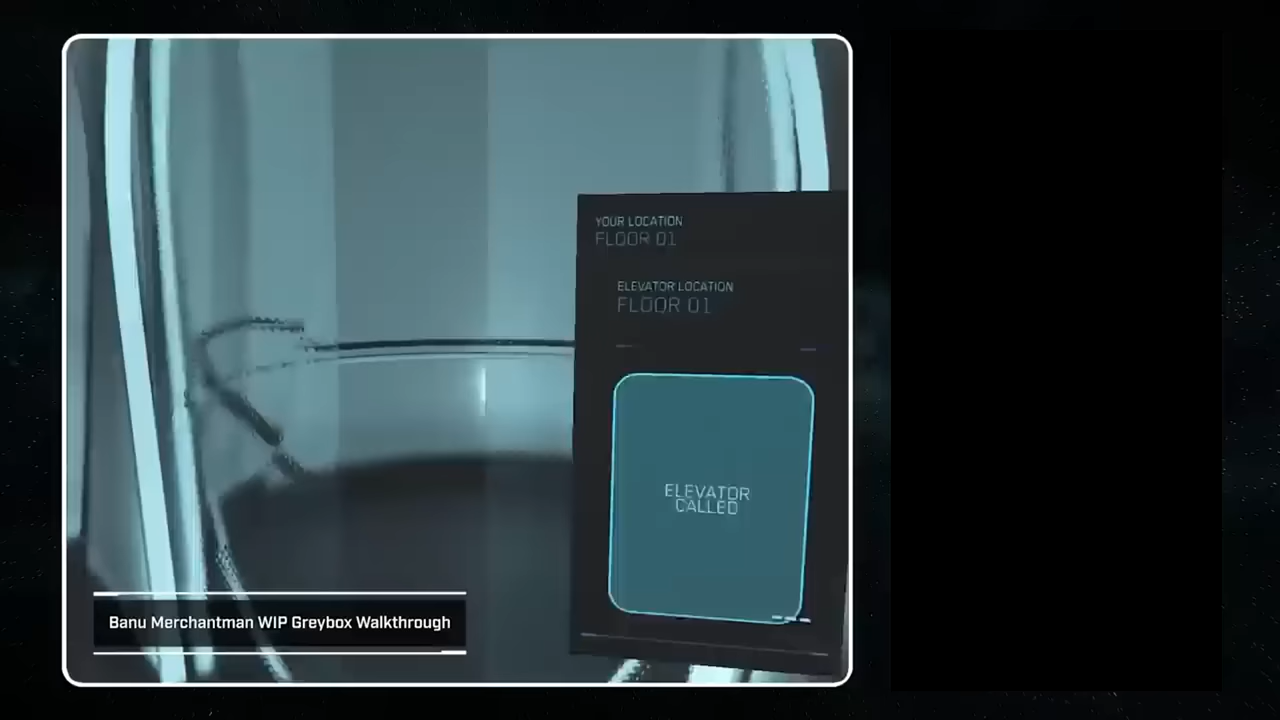 YOUR LOCATION
FLOOR 01
ELEVATOR LOCATION
FLOOR 01
ELEVATOR
CALLED
Banu Merchantman WIP Greybox Walkthrough